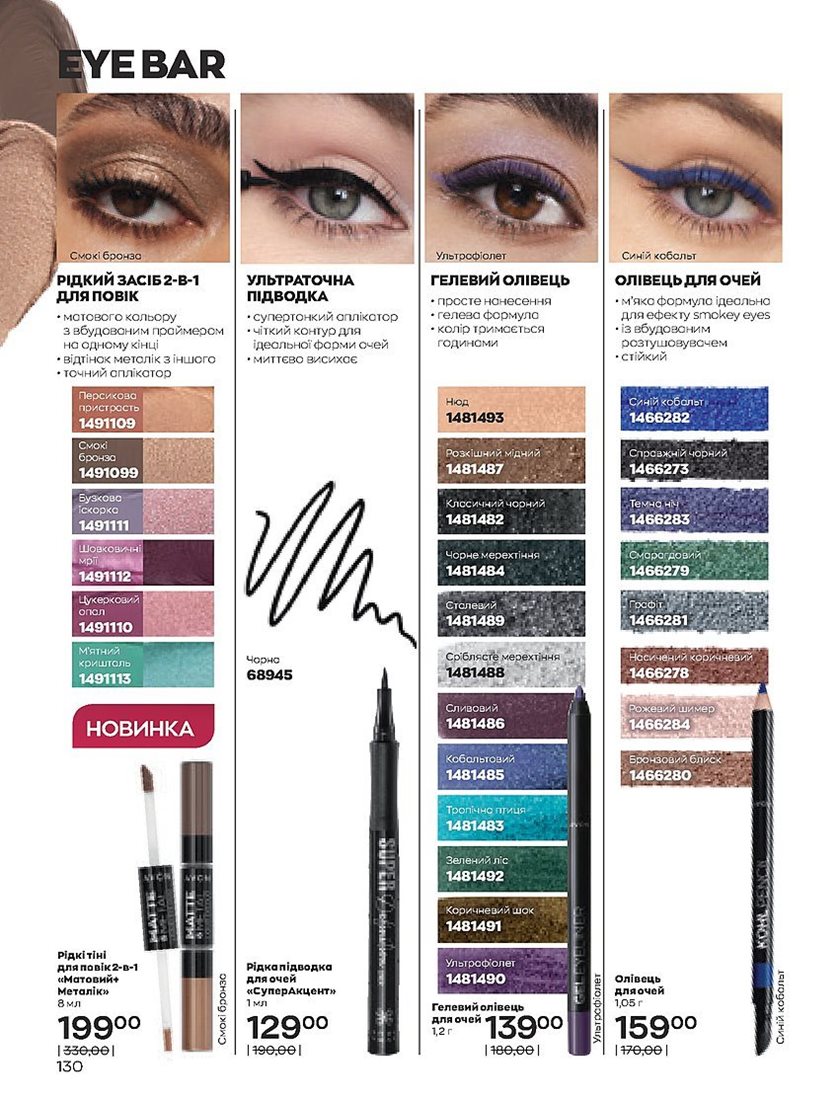 EYE BAR
Смокі бронза
РІДКИЙ ЗАСІБ 2-В-1
ДЛЯ ПОВІК
• матового кольору
з вбудованим праймером
на одному кінці
• відтінок металік з іншого
• точний аплікатор
Персикова
пристрасть
1491109
Смокі
бронза
1491099
Бузкова
іскорка
1491111
Шовковичні
мрії
1491112
Цукерковий
опал
1491110
М'ятний
кришталь
1491113
НОВИНКА
AVON
MATTE
&METAL
AVON
MATTE
&METAL
Рідкі тіні
для повік 2-в-1
«Матовий+
Металік»
8 мл
19900
|330,00|
Смокі бронза
130
УЛЬТРАТОЧНА
ПІДВОДКА
• супертонкий аплікатор
• чіткий контур для
ідеальної форми очей
• миттєво висихає
Чорна
68945
SUPER
Рідка підводка
для очей
«СуперАкцент»
1 мл
12900
|190,00|
Ультрафіолет
ГЕЛЕВИЙ ОЛІВЕЦЬ
• просте нанесення
• гелева формула
• колір тримається
годинами
Нюд
1481493
Розкішний мідний
1481487
Класичний чорний
1481482
Чорне мерехтіння
1481484
Сталевий
1481489
Сріблясте мерехтіння
1481488
Сливовий
1481486
Кобальтовий
1481485
Тропічна птиця
1481483
Зелений ліс
1481492
Коричневий шок
1481491
Ультрафіолет
1481490
GEL EYELINER
Гелевий олівець
для очей
1,2 г
13900
|180,00|
Ультрафіолет
Синій кобальт
ОЛІВЕЦЬ ДЛЯ ОЧЕЙ
• м'яка формула ідеальна
для ефекту smokey eyes
• із вбудованим
розтушовувачем
• стійкий
Синій кобальт
1466282
Справжній чорний
1466273
Темна ніч
1466283
Смарагдовий
1466279
Графіт
1466281
Насичений коричневий
1466278
Рожевий шимер
1466284
Бронзовий блиск
1466280
KOHL PENCIL
Олівець
для очей
1,05 г
15900
|170,00|
Синій кобальт